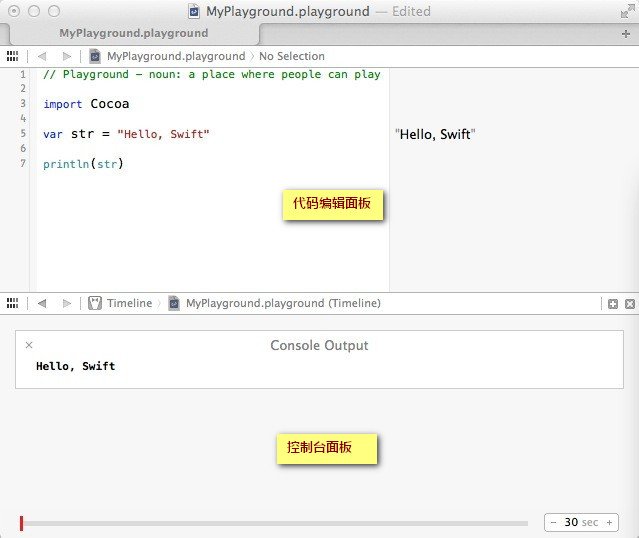 MyPlayground.playground — Edited
MyPlayground.playground
MyPlayground.playground 〉No Selection
1 // Playground - noun: a place where people can play
2
3 import Cocoa
4
5 var str = "Hello, Swift" "Hello, Swift"
6
7 println(str)
代码编辑面板
Timeline 〉 MyPlayground.playground (Timeline)
Console Output
Hello, Swift
控制台面板
− 30 sec +